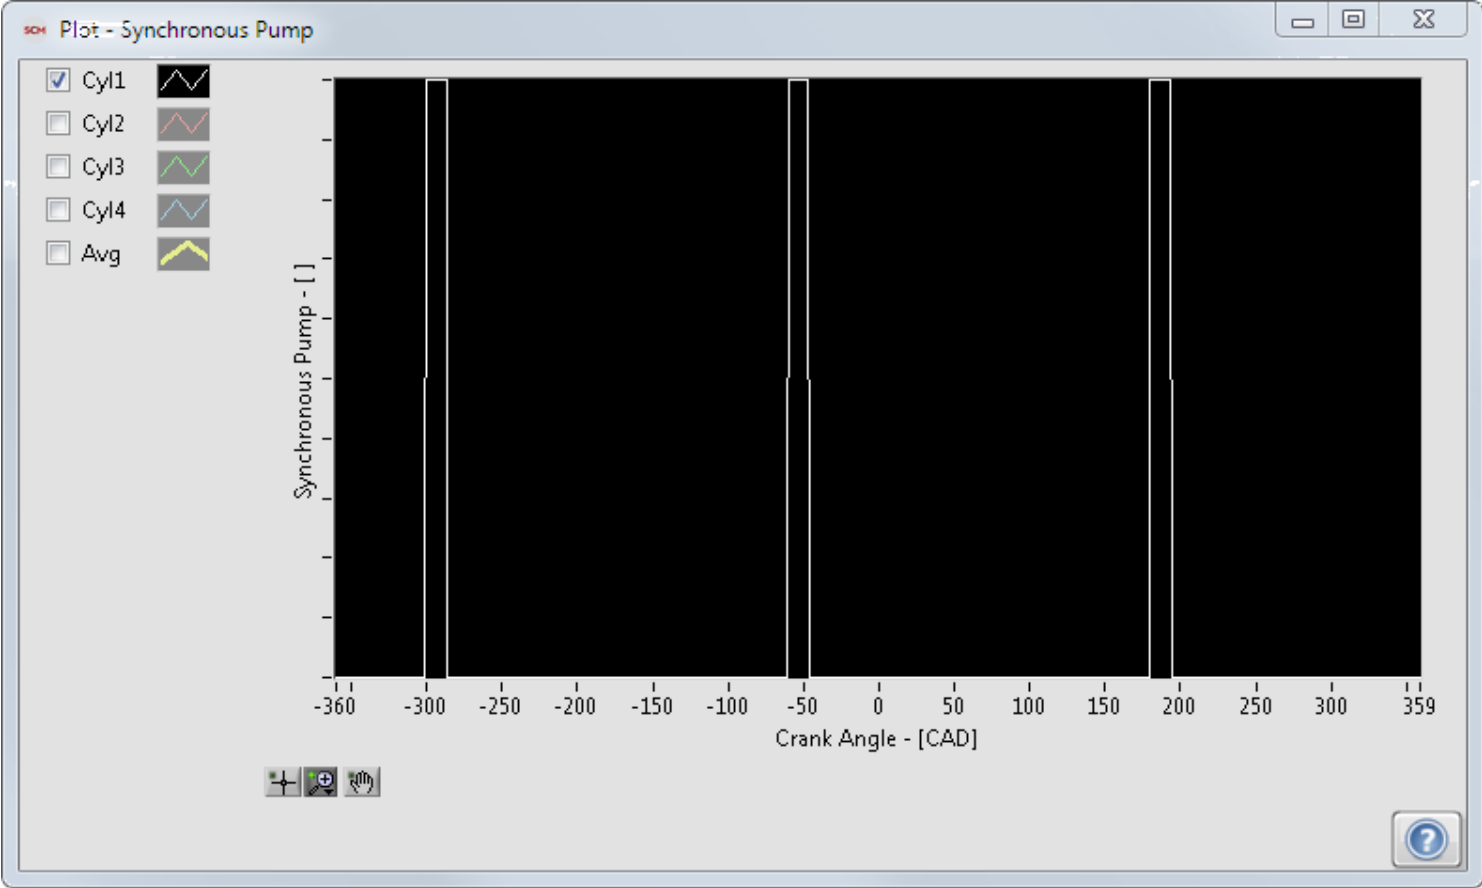 SCM Plot - Synchronous Pump
Cyl1
Cyl2
Cyl3
Cyl4
Avg
Synchronous Pump - [ ]
-360 -300 -250 -200 -150 -100 -50 0 50 100 150 200 250 300 359
Crank Angle - [CAD]
?